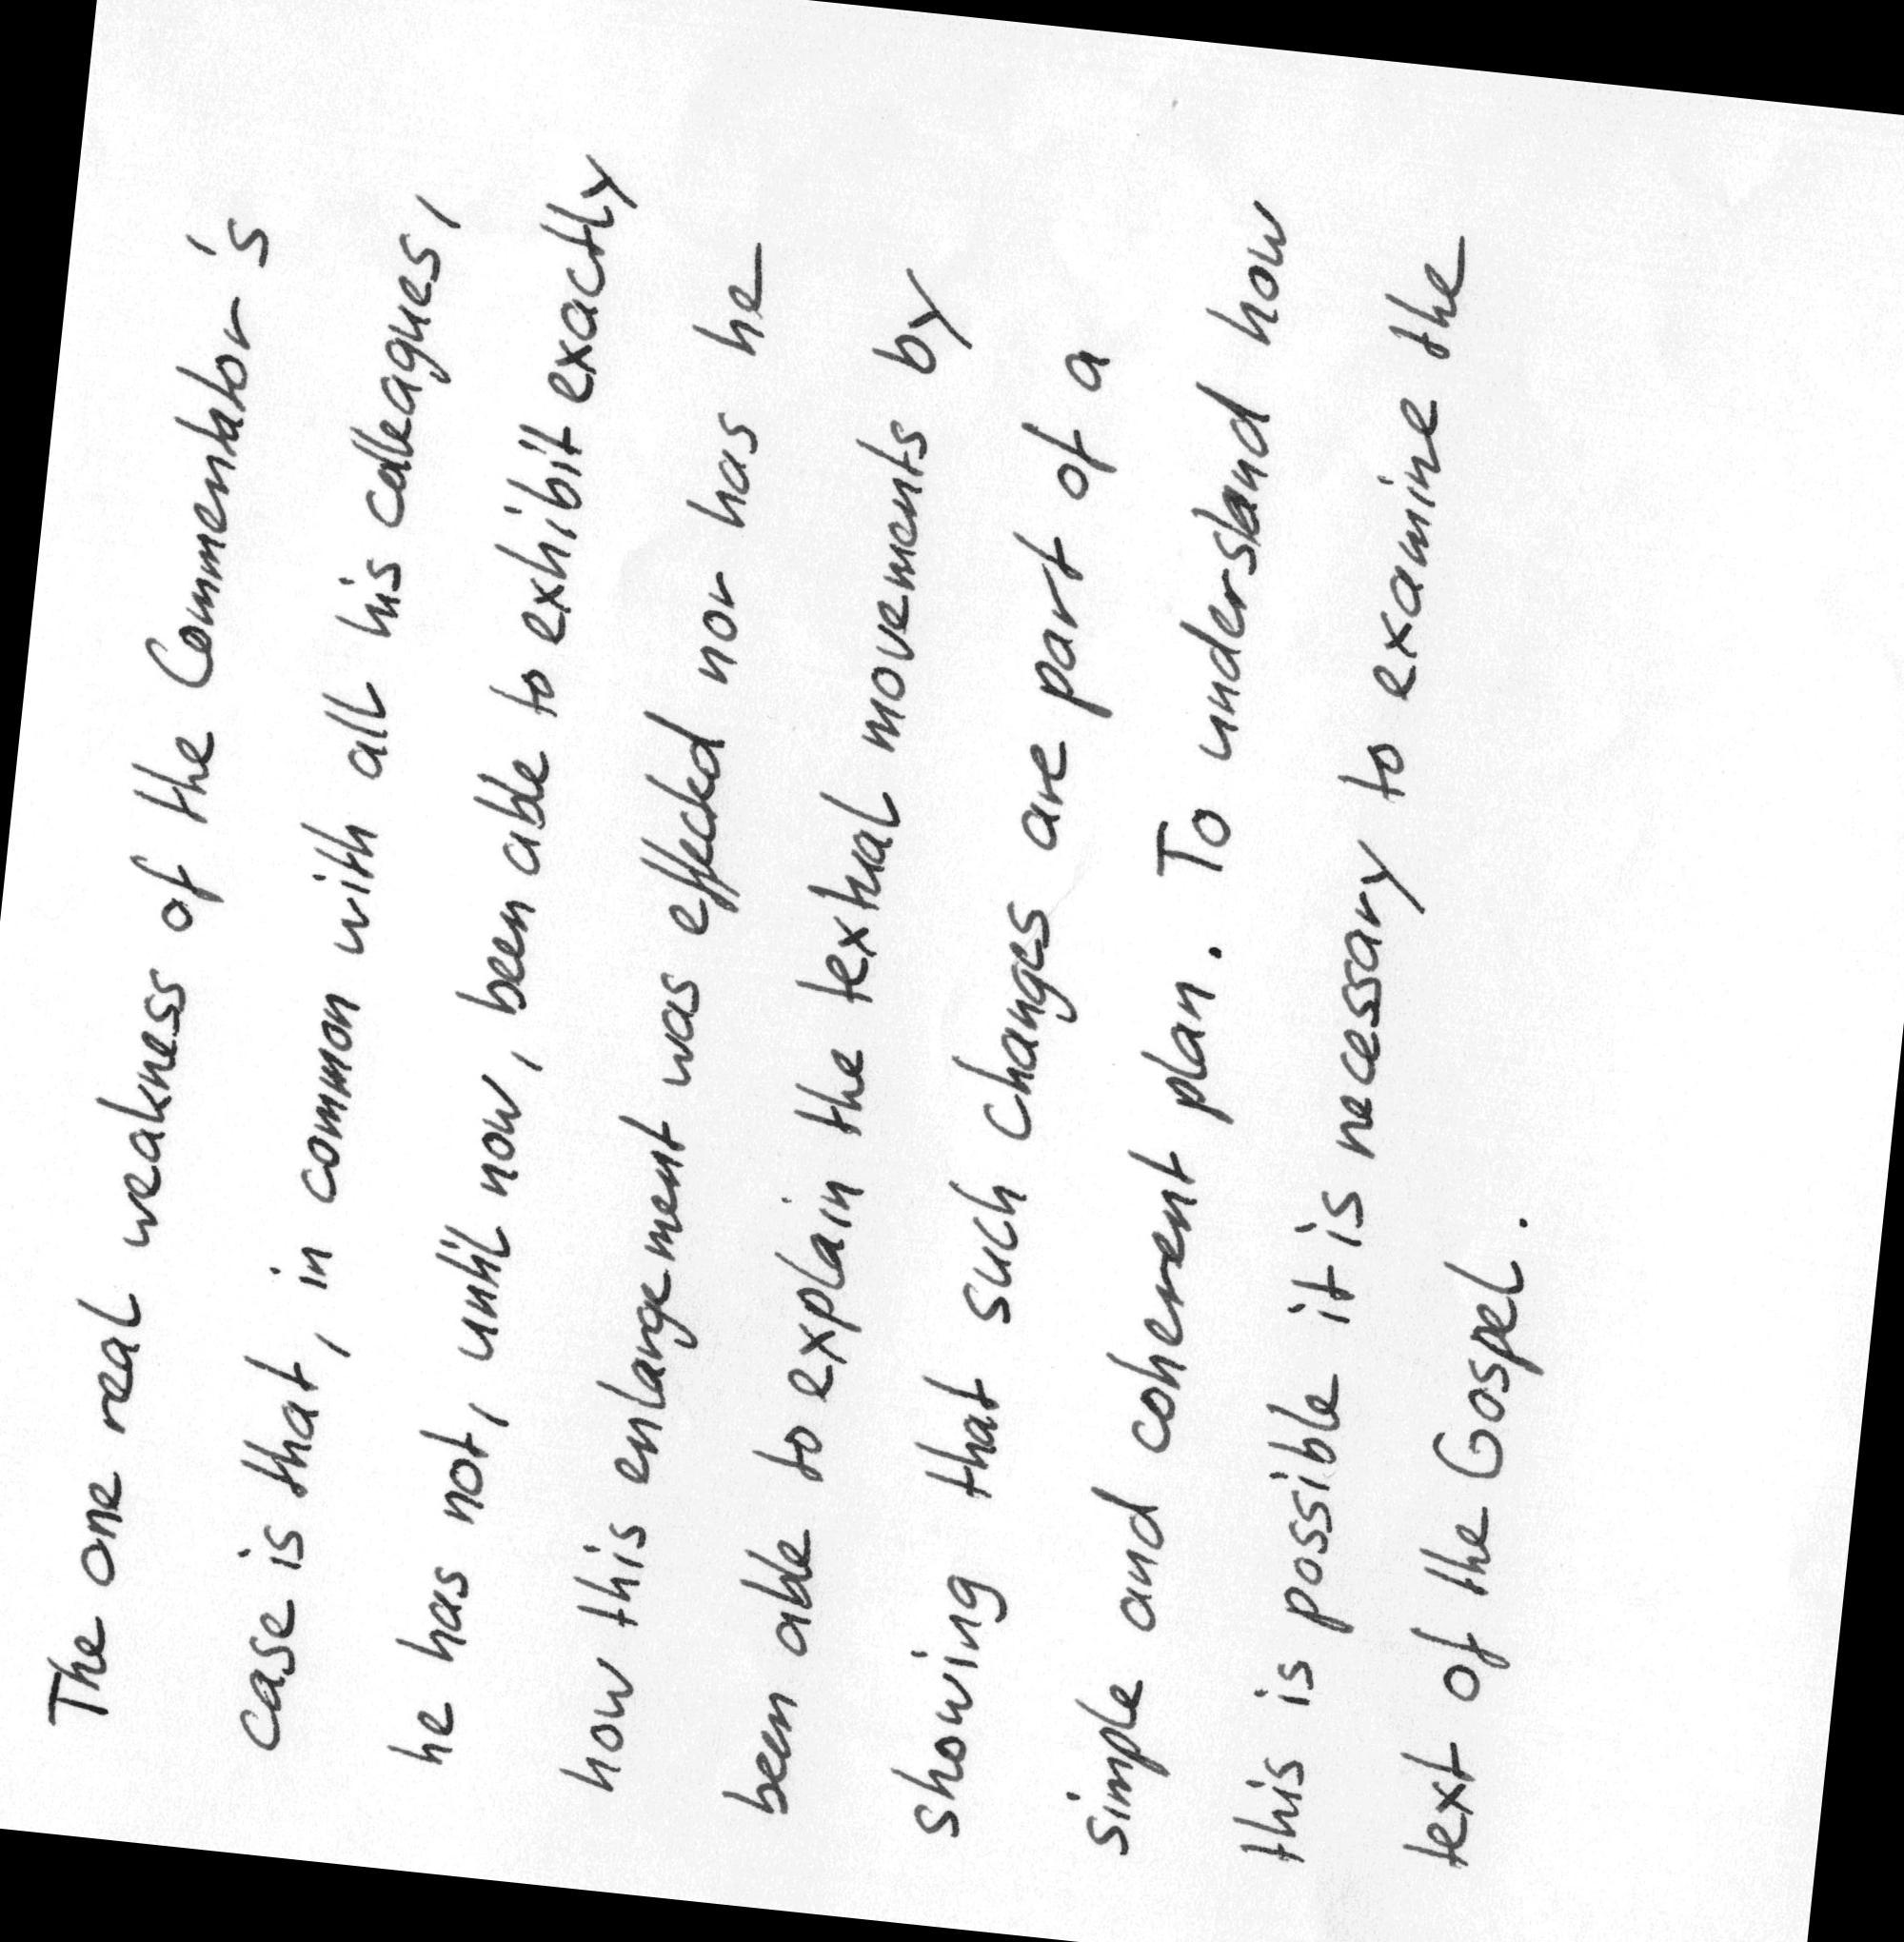 The one real weakness of the Commentator's
case is that, in common with all his colleagues,
he has not, until now, been able to exhibit exactly
how this enlargement was effected nor has he
been able to explain the textual movements by
showing that such changes are part of a
simple and coherent plan. To understand how
this is possible it is necessary to examine the
text of the Gospel.